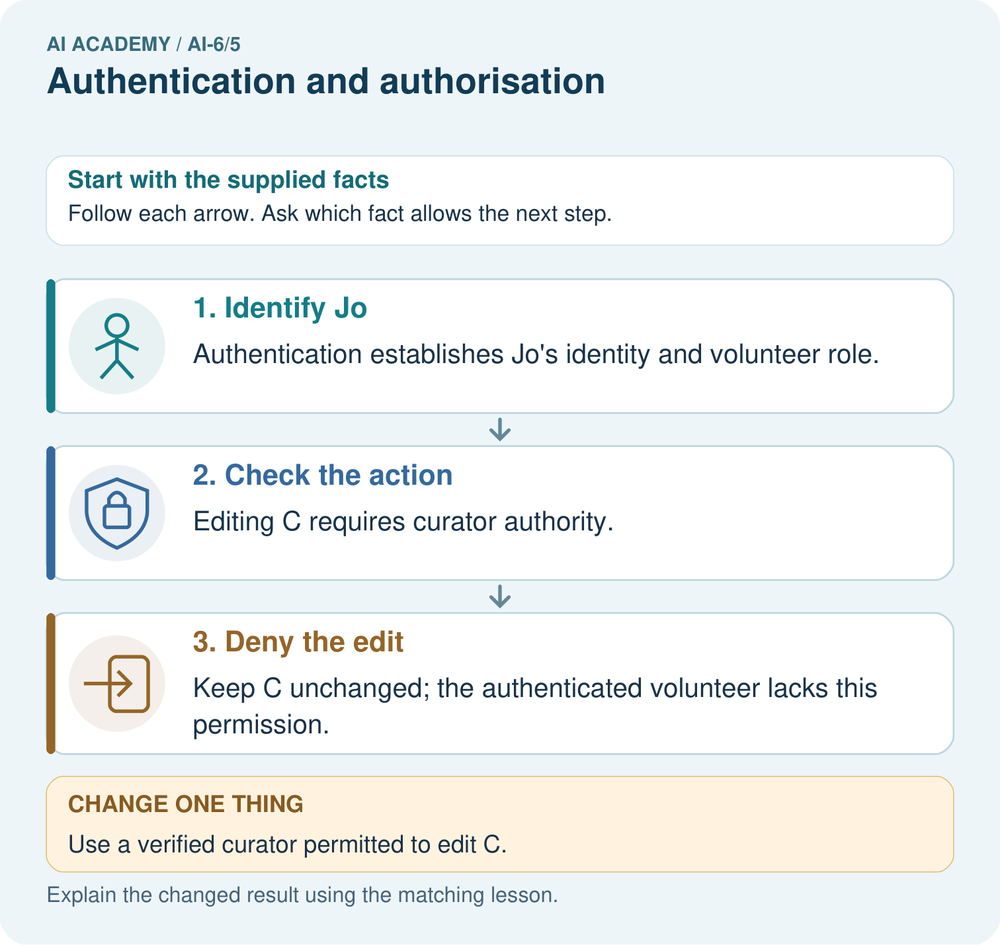 AI ACADEMY / AI-6/5
Authentication and authorisation
Start with the supplied facts
Follow each arrow. Ask which fact allows the next step.
1. Identify Jo
Authentication establishes Jo's identity and volunteer role.
2. Check the action
Editing C requires curator authority.
3. Deny the edit
Keep C unchanged; the authenticated volunteer lacks this
permission.
CHANGE ONE THING
Use a verified curator permitted to edit C.
Explain the changed result using the matching lesson.